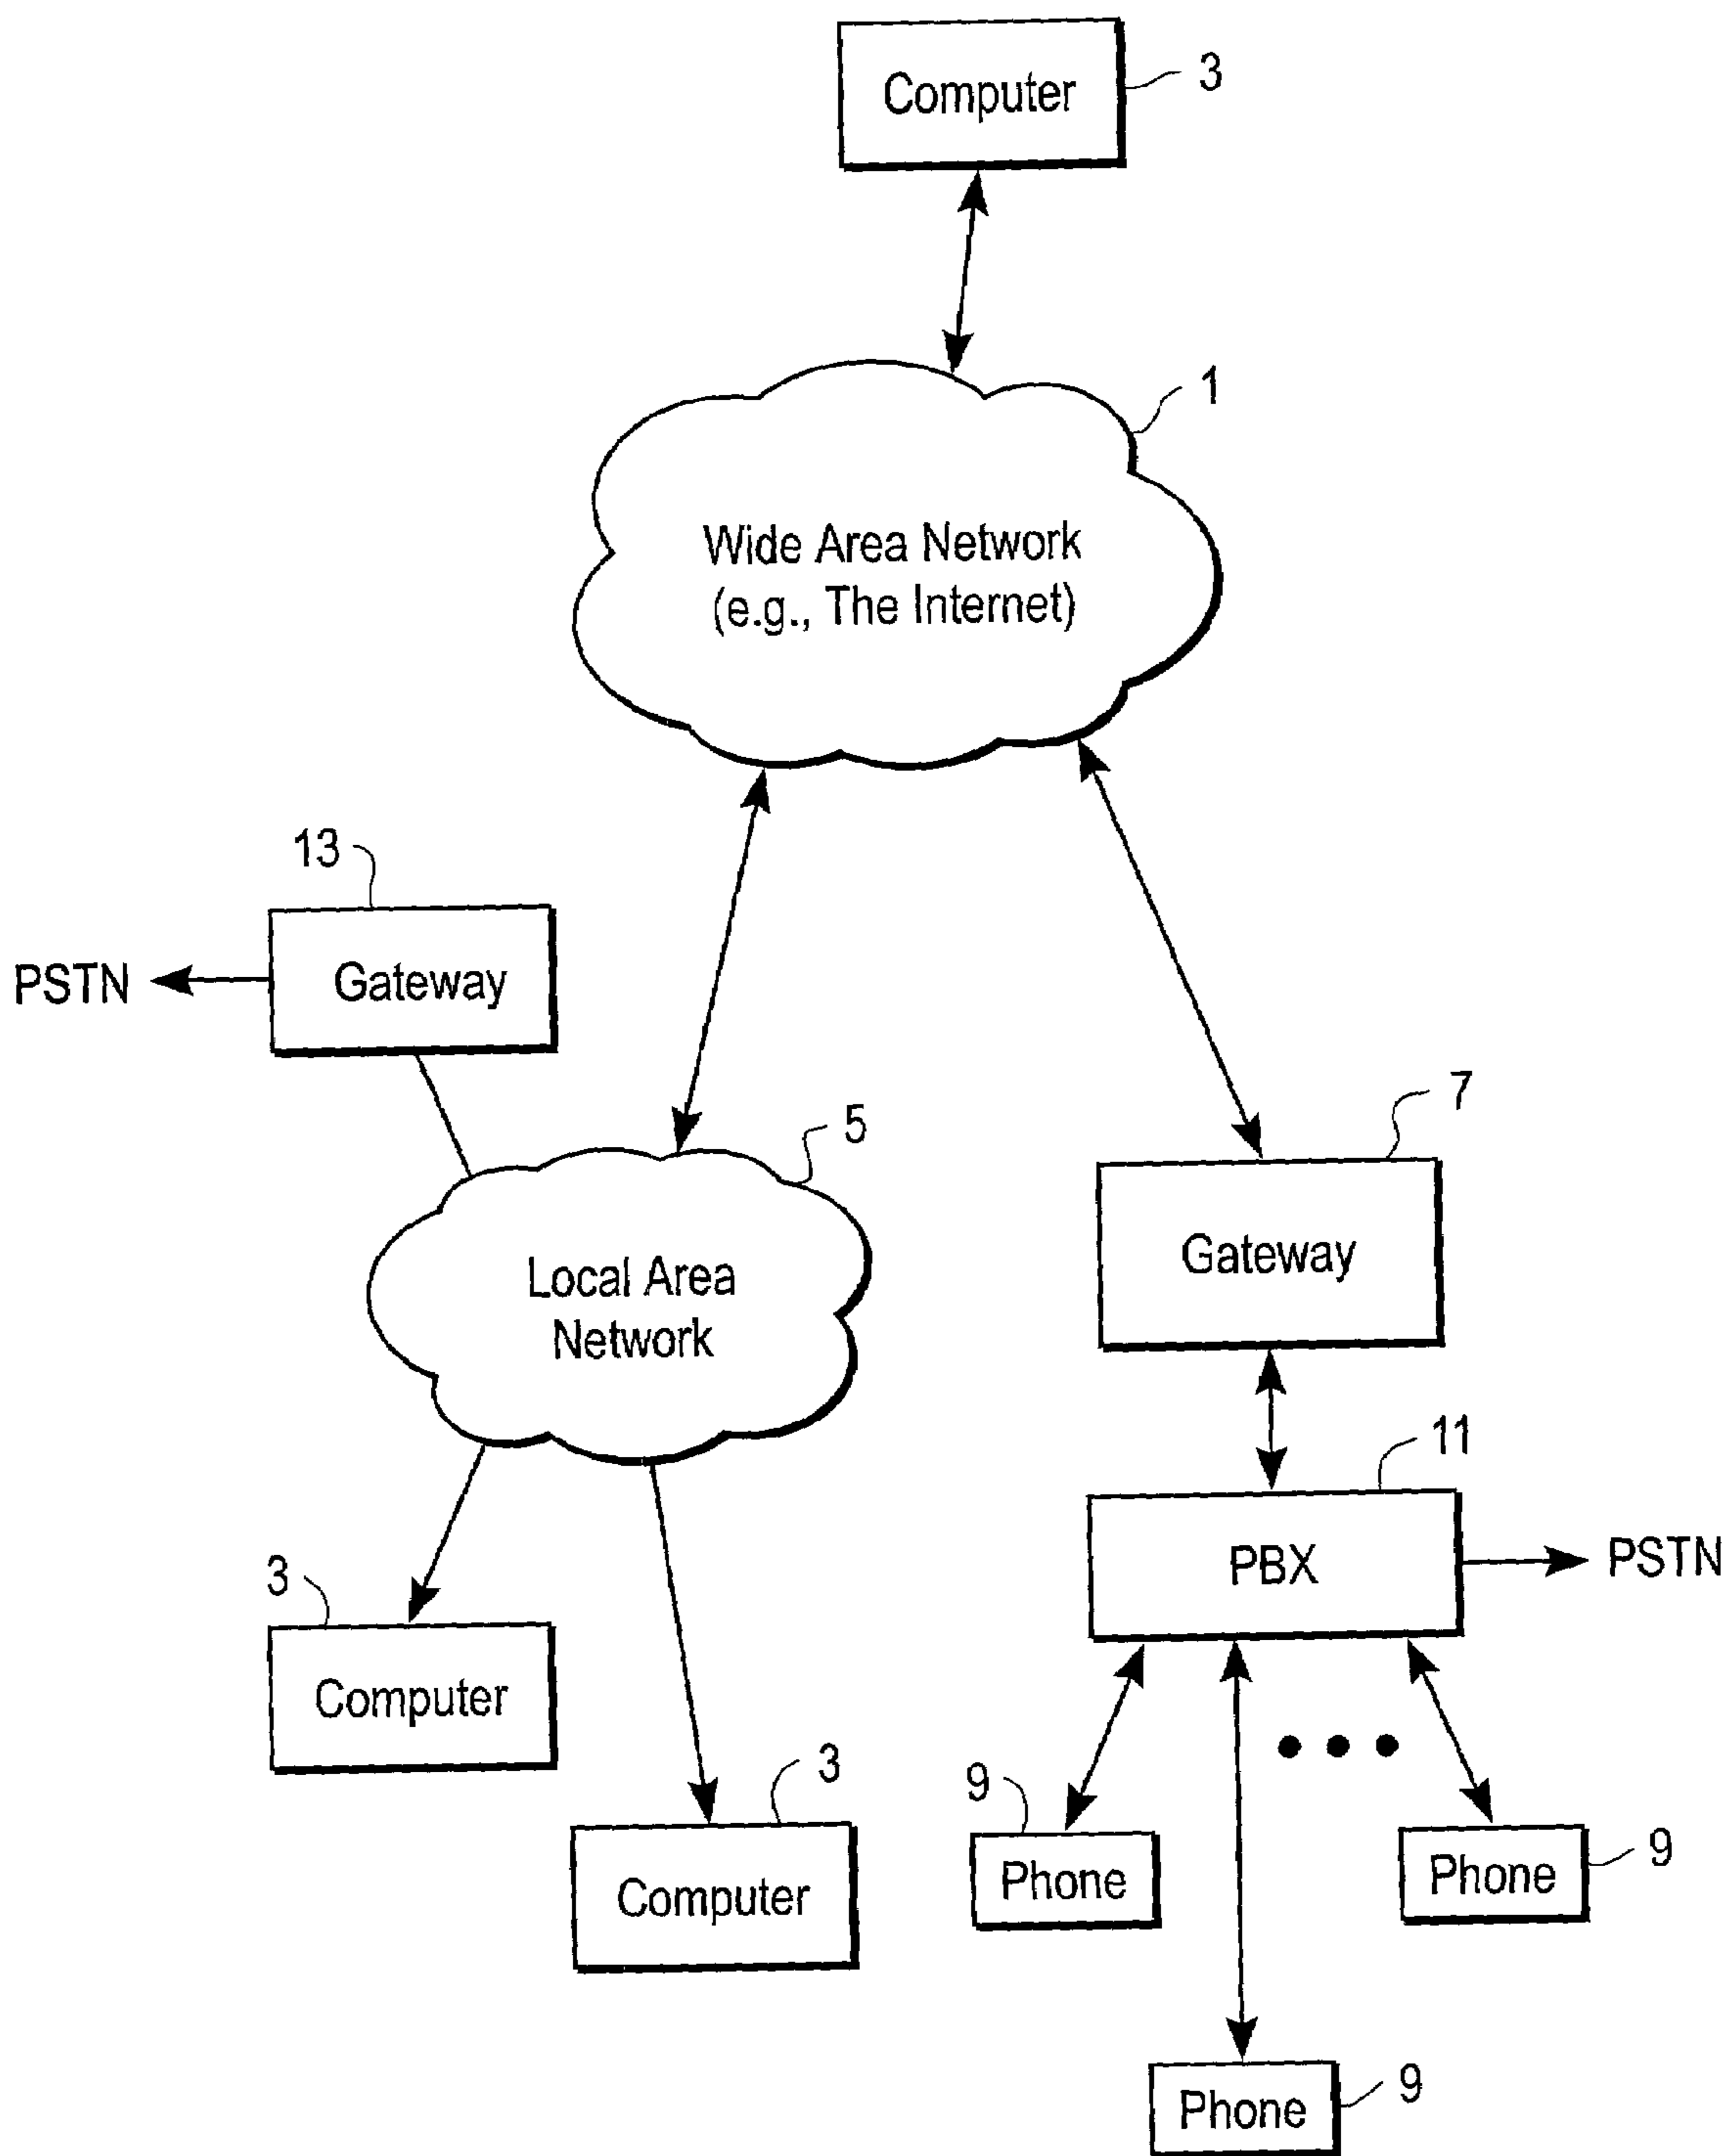 Computer
3
1
Wide Area Network
(e.g., The Internet)
13
PSTN
Gateway
5
7
Local Area
Network
Gateway
11
PBX
PSTN
3
Computer
3
Computer
9
Phone
Phone
9
Phone
9